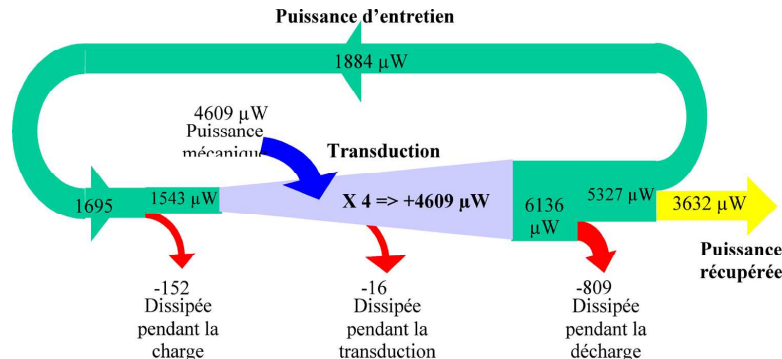 Puissance d'entretien
1884 µW
4609 µW
Puissance
mécanique
Transduction
1695
1543 µW
X 4 => +4609 µW
6136
µW
5327 µW
3632 µW
Puissance
récupérée
-152
Dissipée
pendant la
charge
-16
Dissipée
pendant la
transduction
-809
Dissipée
pendant la
décharge